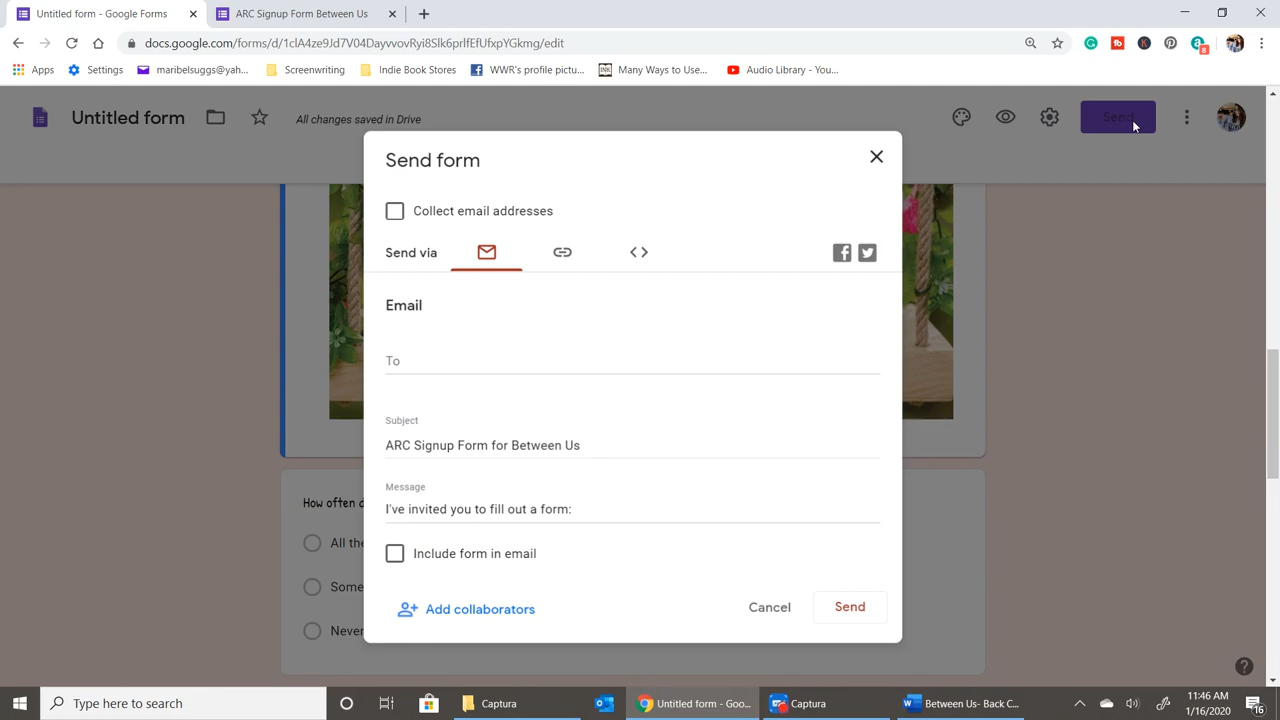 Untitled form - Google Forms
ARC Signup Form Between Us
docs.google.com/forms/d/1clA4ze9Jd7V04DayvvovRyi8Slk6prlfEfUfxpYGkmg/edit
8
Apps
Settings
maribelsuggs@yah...
Screenwriting
Indie Book Stores
WWR's profile pictu...
INK
Many Ways to Use...
Audio Library - You...
Untitled form
All changes saved in Drive
Send
Send form
Collect email addresses
Send via
Email
To
Subject
ARC Signup Form for Between Us
Message
I've invited you to fill out a form:
Include form in email
Add collaborators
Cancel
Send
How often d
All the
Some
Never
Type here to search
Captura
Untitled form - Goo...
Captura
Between Us- Back C...
11:46 AM
1/16/2020
16